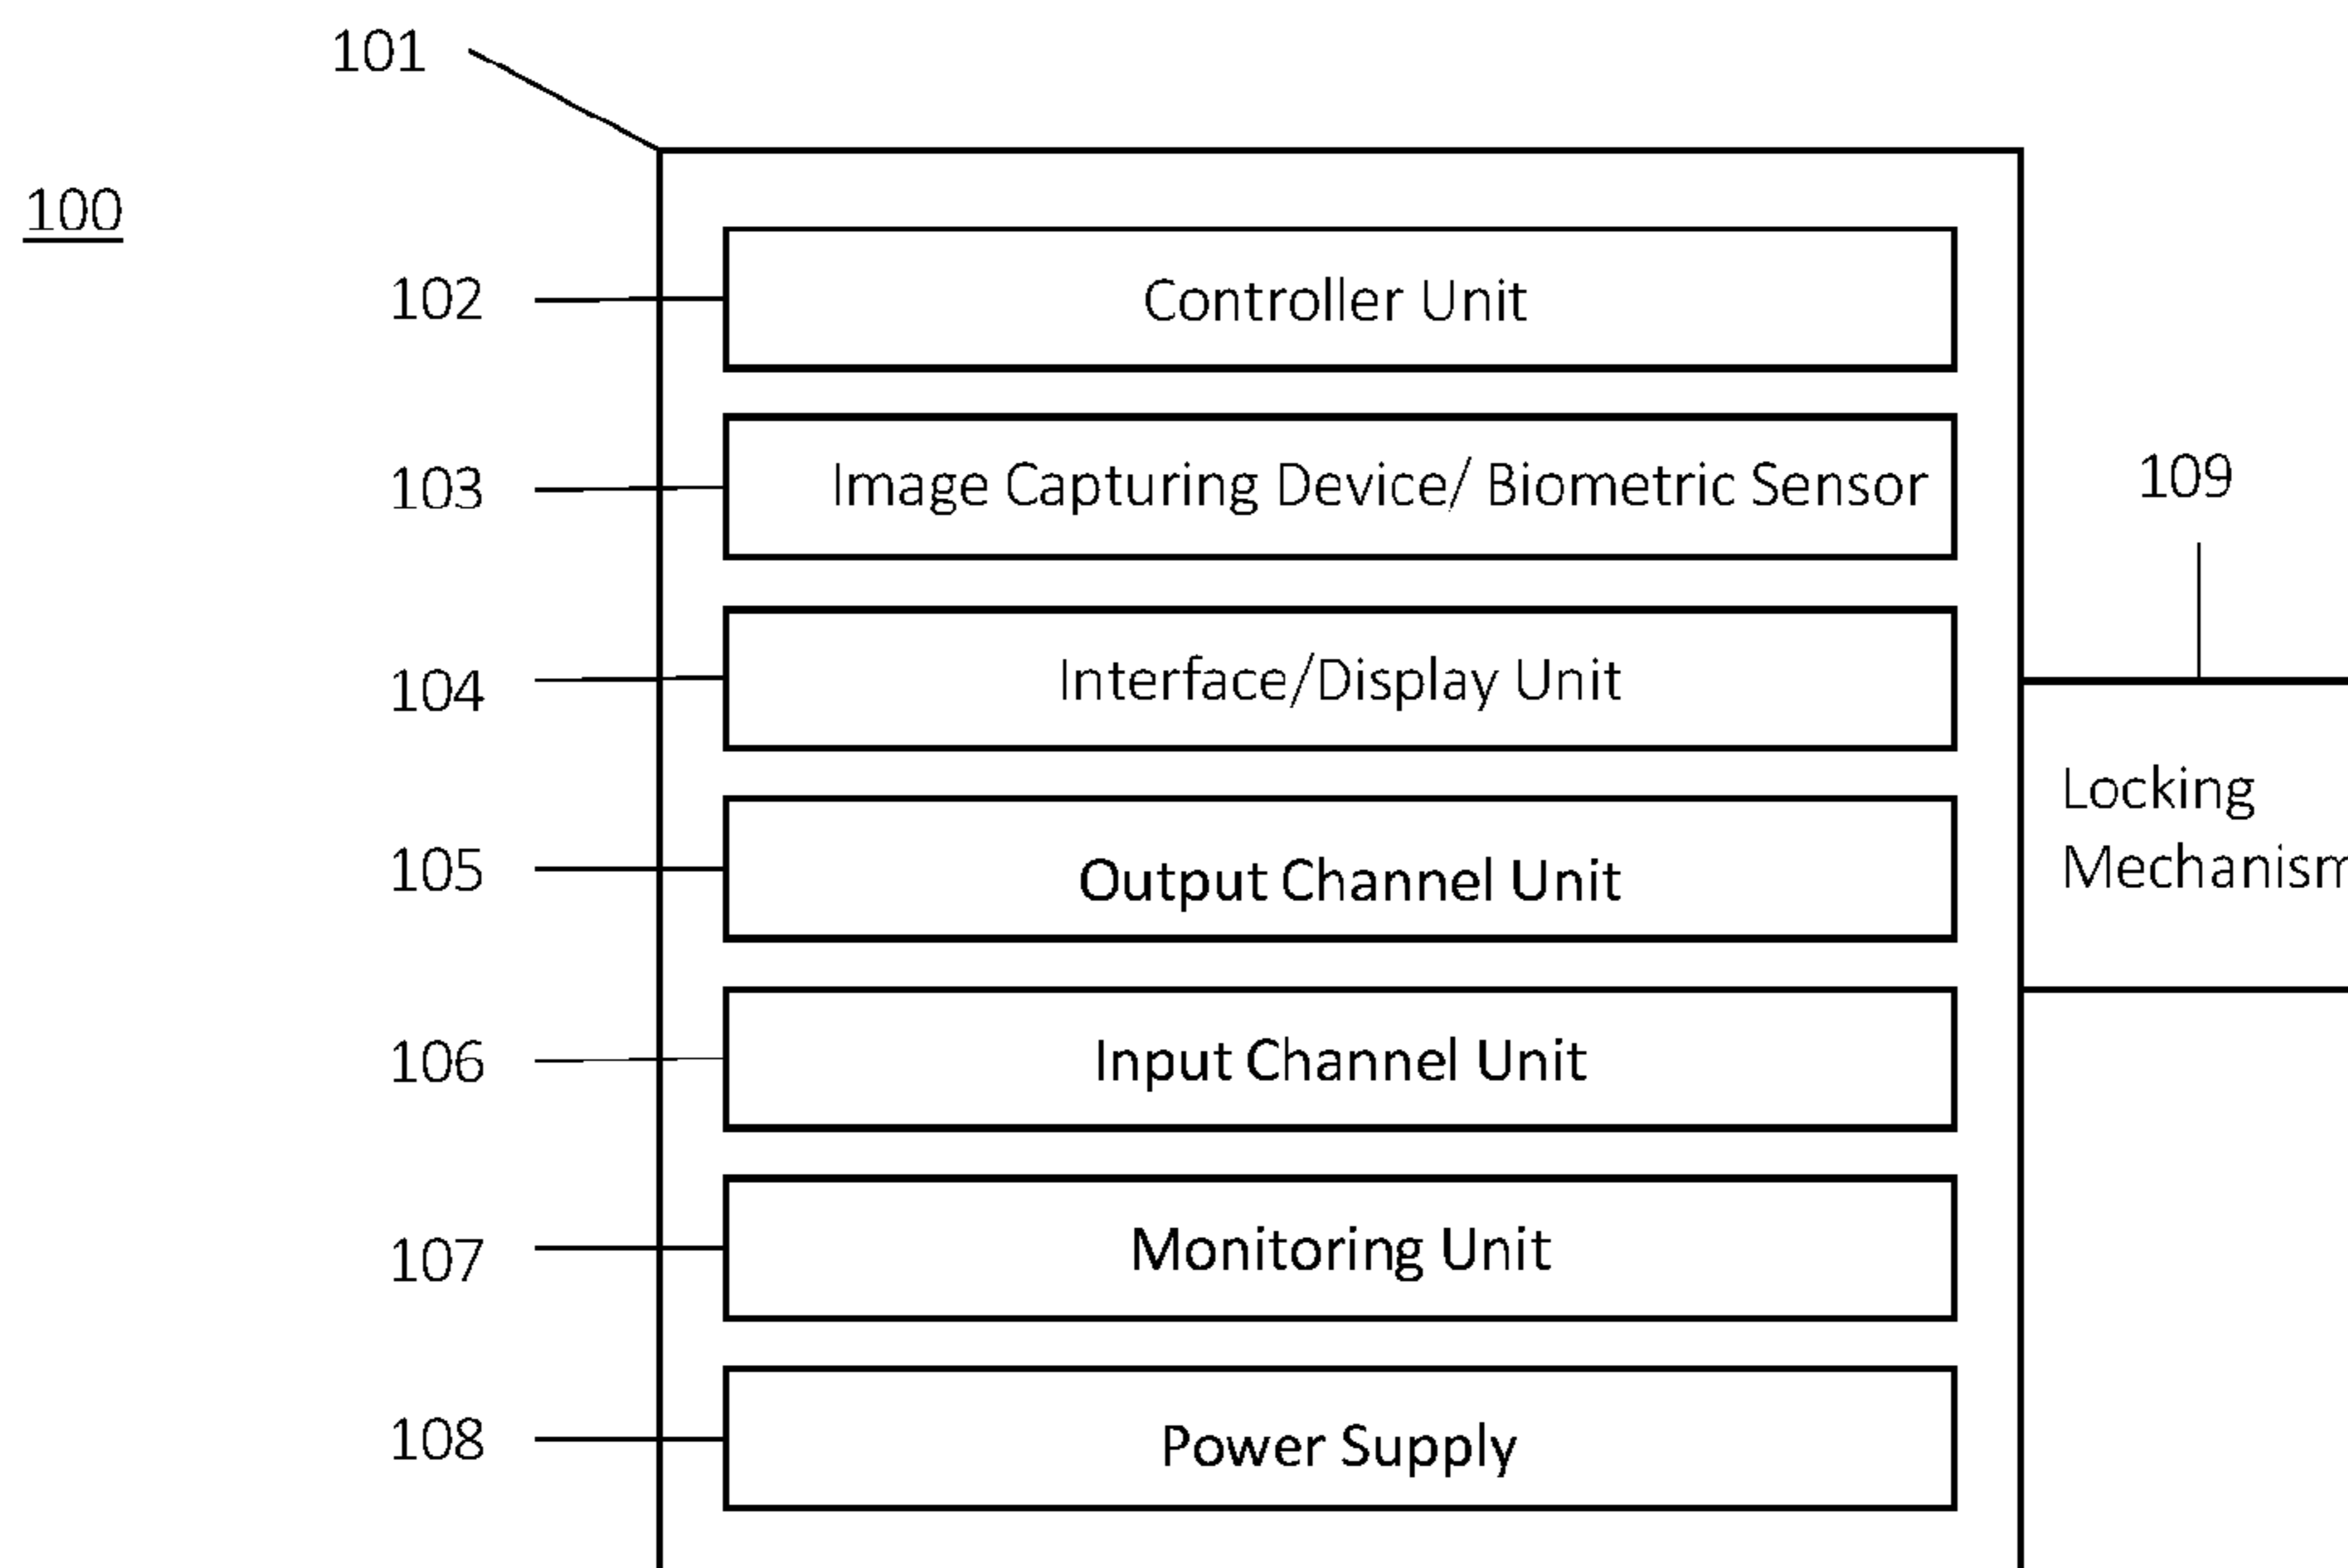 101
100
102 Controller Unit
103 Image Capturing Device/ Biometric Sensor
109
104 Interface/Display Unit
Locking
Mechanism
105 Output Channel Unit
106 Input Channel Unit
107 Monitoring Unit
108 Power Supply